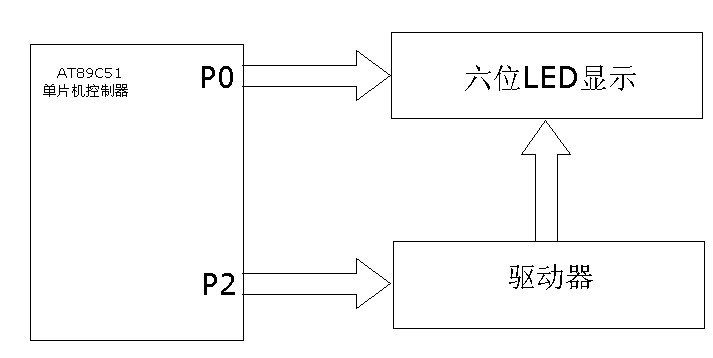 AT89C51
单片机控制器
P0
六位LED显示
P2
驱动器